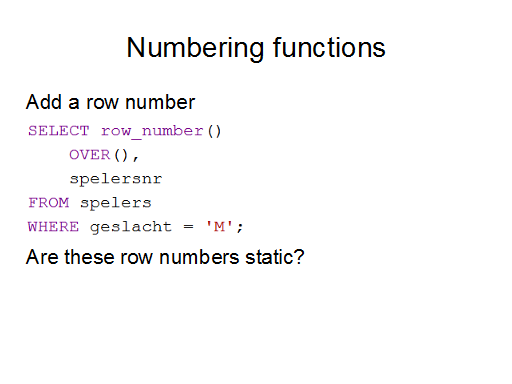 Numbering functions
Add a row number
SELECT row_number()
OVER(),
spelersnr
FROM spelers
WHERE geslacht = 'M';
Are these row numbers static?